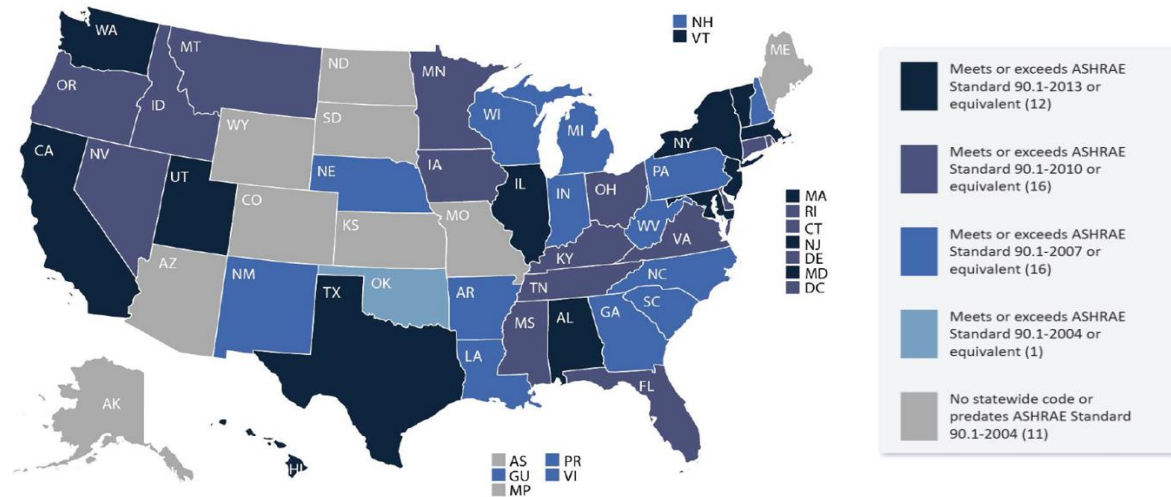 NH
VT
WA
MT
ND
MN
ME
OR
ID
SD
WI
MI
NY
WY
CA
NV
UT
NE
IA
IL
IN
OH
PA
CO
KS
MO
WV
VA
KY
AZ
NM
OK
AR
TN
NC
SC
TX
LA
MS
AL
GA
FL
AK
HI
MA
RI
CT
NJ
DE
MD
DC
AS PR
GU VI
MP
Meets or exceeds ASHRAE
Standard 90.1-2013 or
equivalent (12)
Meets or exceeds ASHRAE
Standard 90.1-2010 or
equivalent (16)
Meets or exceeds ASHRAE
Standard 90.1-2007 or
equivalent (16)
Meets or exceeds ASHRAE
Standard 90.1-2004 or
equivalent (1)
No statewide code or
predates ASHRAE Standard
90.1-2004 (11)